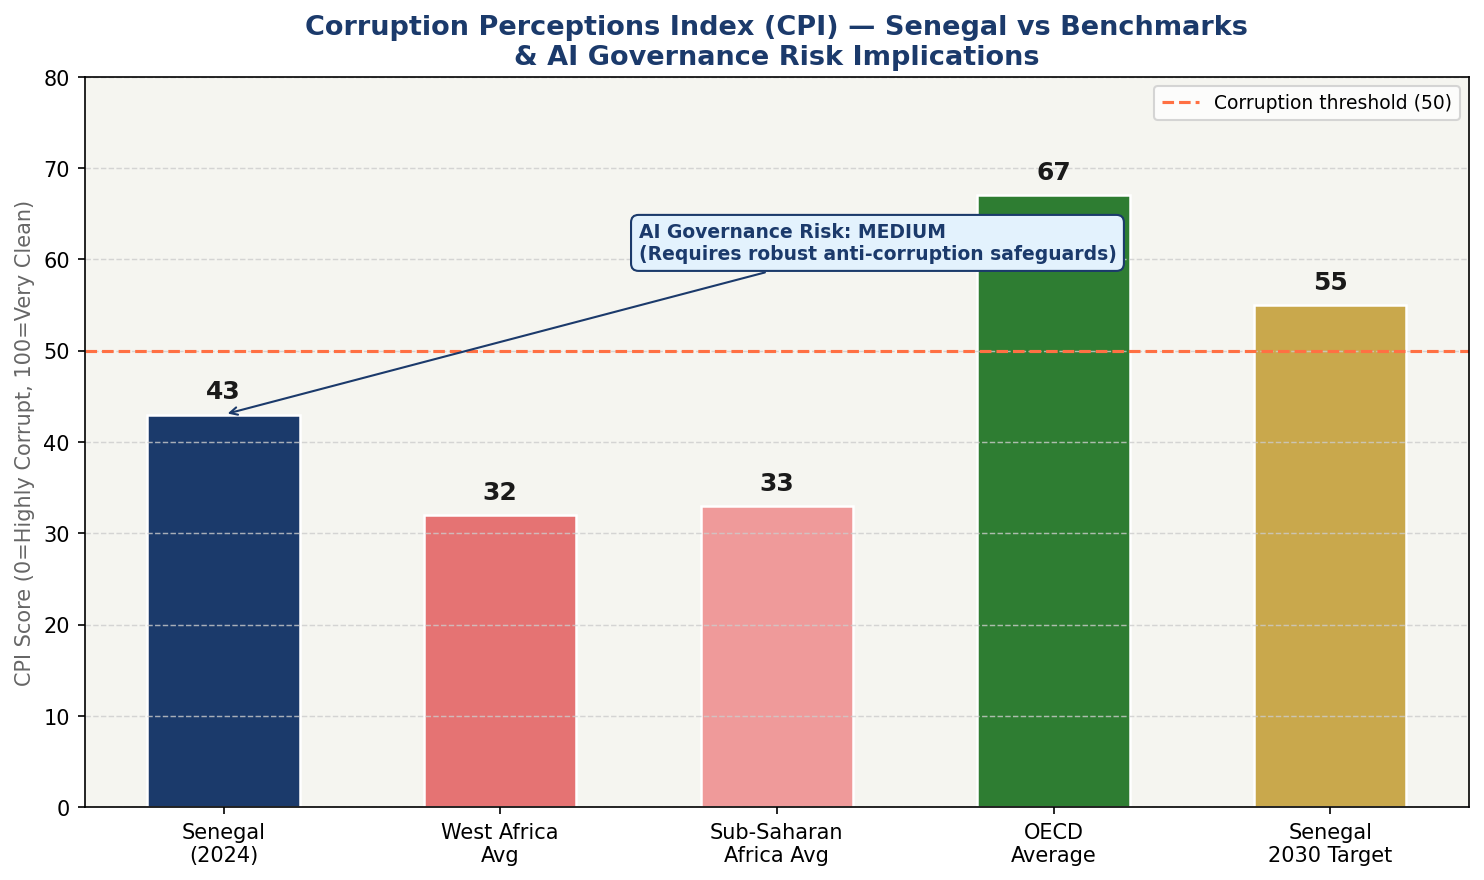 Corruption Perceptions Index (CPI) — Senegal vs Benchmarks
& AI Governance Risk Implications
CPI Score (0=Highly Corrupt, 100=Very Clean)
80
70
60
50
40
30
20
10
0
Corruption threshold (50)
AI Governance Risk: MEDIUM
(Requires robust anti-corruption safeguards)
43
32
33
67
55
Senegal
(2024)
West Africa
Avg
Sub-Saharan
Africa Avg
OECD
Average
Senegal
2030 Target